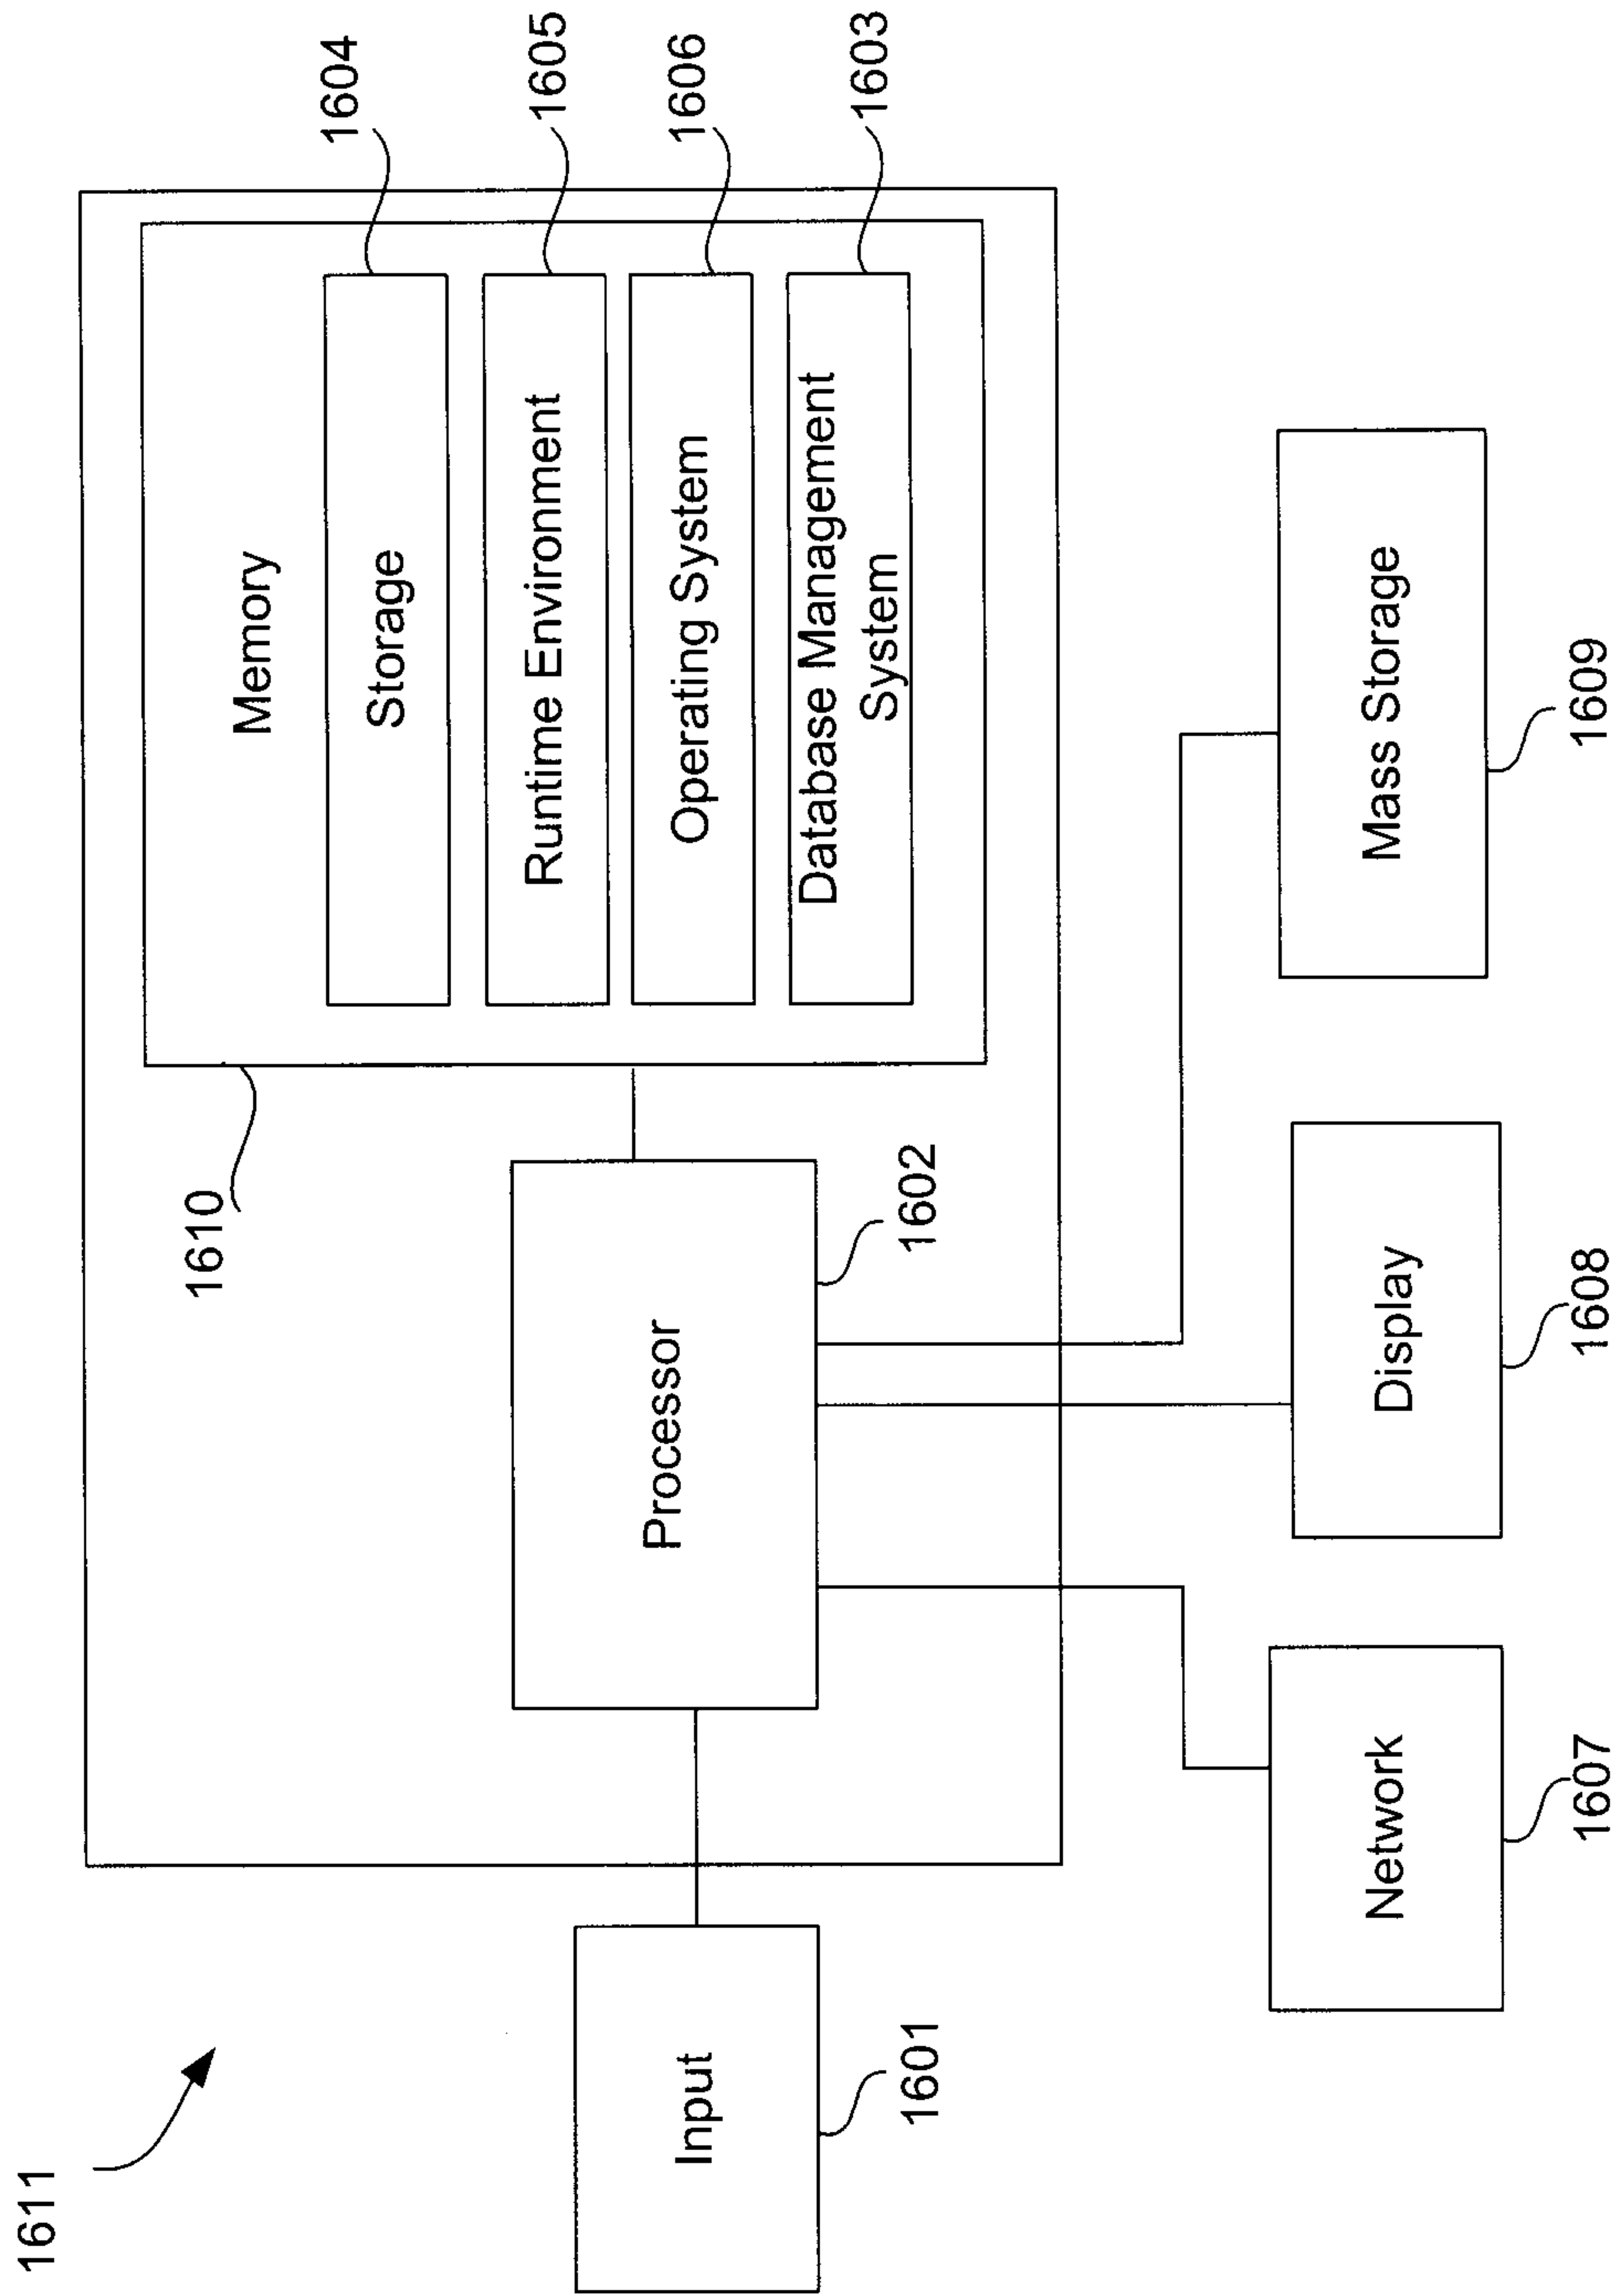 1611
1610
Memory
1604
Storage
1605
Runtime Environment
1606
Operating System
1603
Database Management
System
Processor
1602
Input
1601
Network
1607
Display
1608
Mass Storage
1609